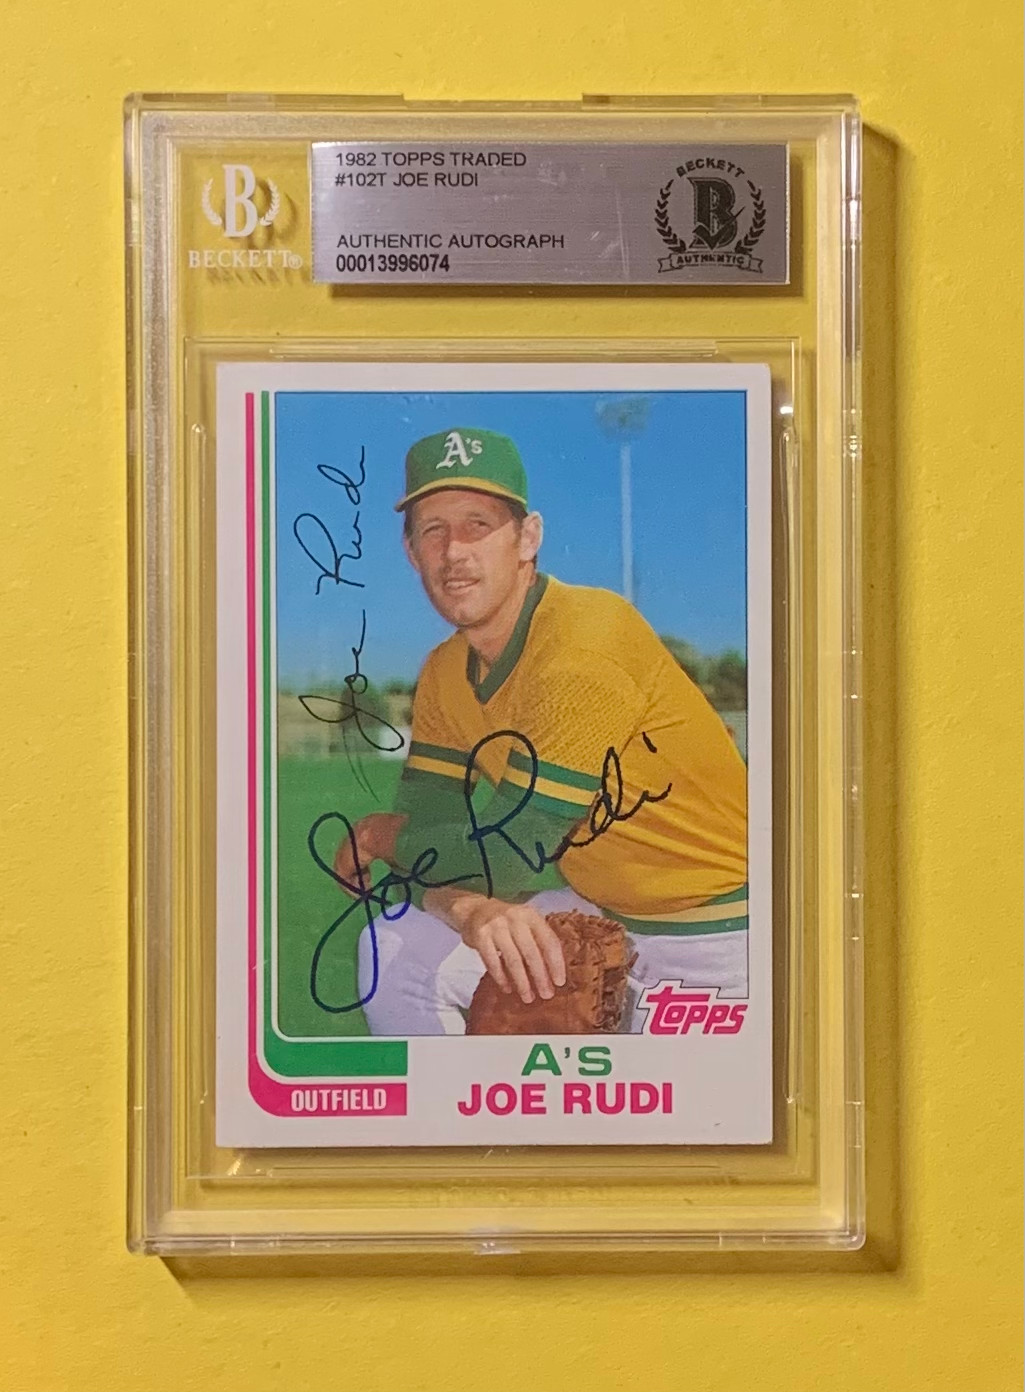 1982 TOPPS TRADED
#102T JOE RUDI
AUTHENTIC AUTOGRAPH
00013996074
B
BECKETT®
BECKETT
B
AUTHENTIC
A's
Joe Rudi
Joe Rudi
topps
A's
OUTFIELD
JOE RUDI